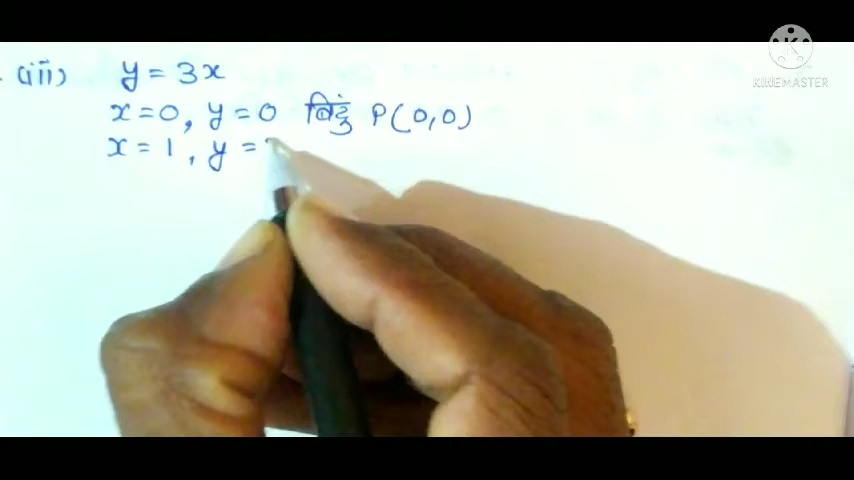 (iii) y = 3x
x = 0, y = 0 बिंदु P(0,0)
x = 1, y =
KINEMASTER